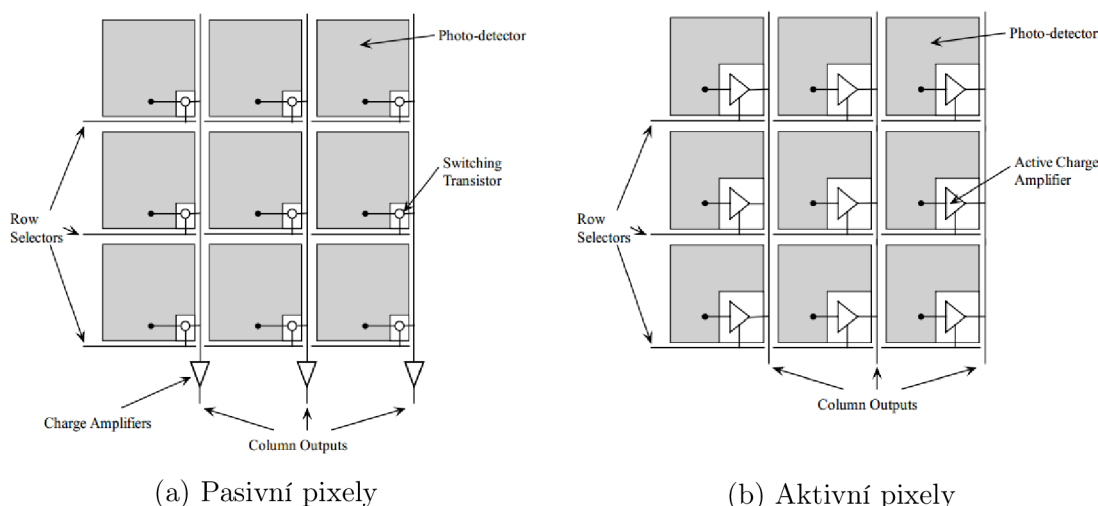 Photo-detector
Switching
Transistor
Row
Selectors
Charge Amplifiers
Column Outputs
(a) Pasivní pixely
Photo-detector
Active Charge
Amplifier
Row
Selectors
Column Outputs
(b) Aktivní pixely